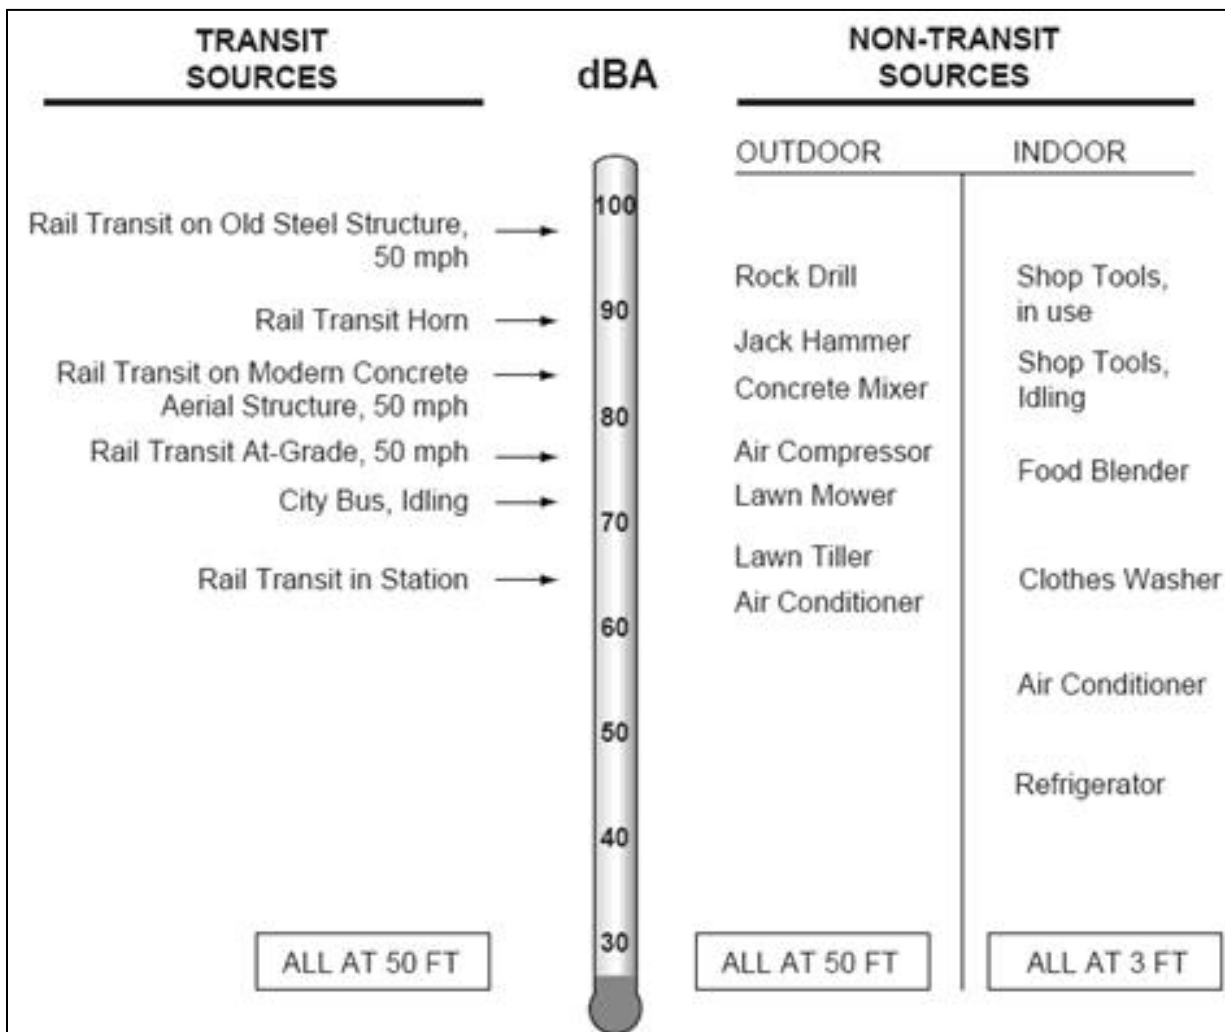 TRANSIT
SOURCES
Rail Transit on Old Steel Structure,
50 mph
Rail Transit Horn
Rail Transit on Modern Concrete
Aerial Structure, 50 mph
Rail Transit At-Grade, 50 mph
City Bus, Idling
Rail Transit in Station
ALL AT 50 FT
dBA
100
90
80
70
60
50
40
30
NON-TRANSIT
SOURCES
OUTDOOR
Rock Drill
Jack Hammer
Concrete Mixer
Air Compressor
Lawn Mower
Lawn Tiller
Air Conditioner
ALL AT 50 FT
INDOOR
Shop Tools,
in use
Shop Tools,
Idling
Food Blender
Clothes Washer
Air Conditioner
Refrigerator
ALL AT 3 FT